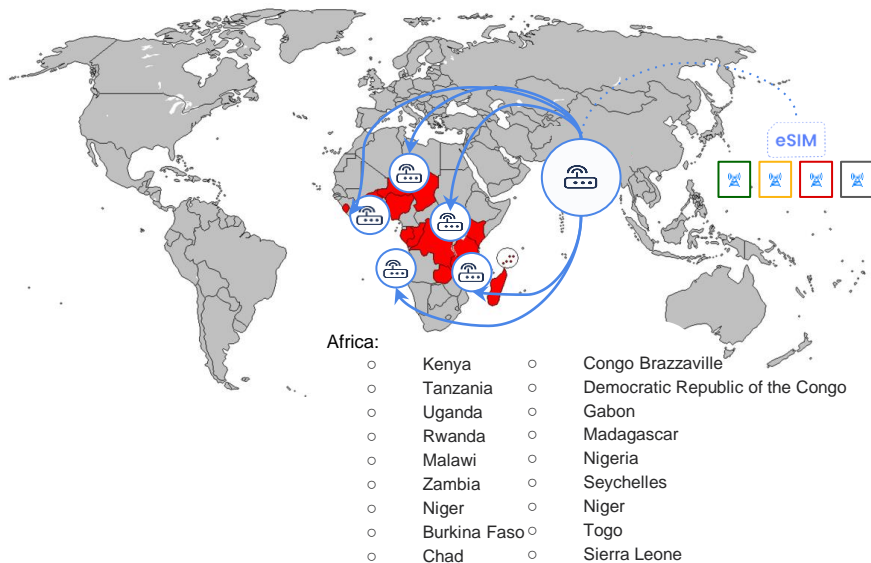 eSIM
Africa:
Kenya
Tanzania
Uganda
Rwanda
Malawi
Zambia
Niger
Burkina Faso
Chad
Congo Brazzaville
Democratic Republic of the Congo
Gabon
Madagascar
Nigeria
Seychelles
Niger
Togo
Sierra Leone